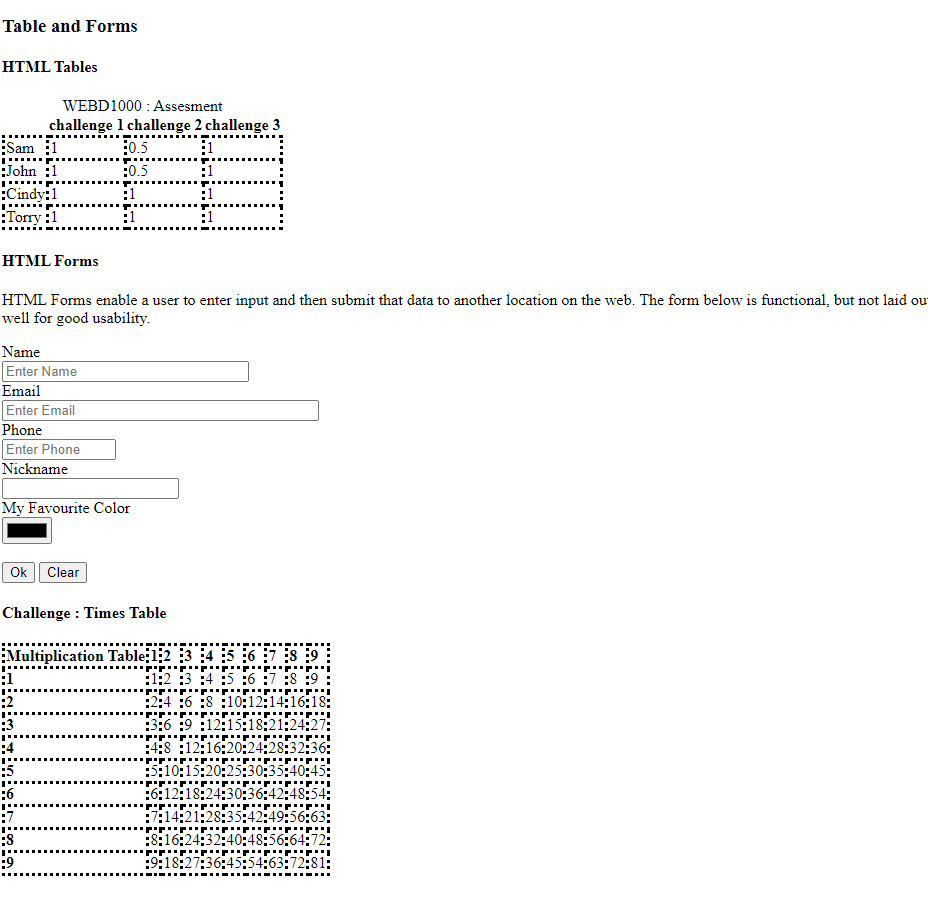 Table and Forms
HTML Tables
WEBD1000 : Assesment
challenge 1 challenge 2 challenge 3
Sam 1 0.5 1
John 1 0.5 1
Cindy 1 1 1
Torry 1 1 1
HTML Forms
HTML Forms enable a user to enter input and then submit that data to another location on the web. The form below is functional, but not laid ou
well for good usability.
Name
Enter Name
Email
Enter Email
Phone
Enter Phone
Nickname
My Favourite Color
Ok Clear
Challenge : Times Table
Multiplication Table 1 2 3 4 5 6 7 8 9
1 1 2 3 4 5 6 7 8 9
2 2 4 6 8 10 12 14 16 18
3 3 6 9 12 15 18 21 24 27
4 4 8 12 16 20 24 28 32 36
5 5 10 15 20 25 30 35 40 45
6 6 12 18 24 30 36 42 48 54
7 7 14 21 28 35 42 49 56 63
8 8 16 24 32 40 48 56 64 72
9 9 18 27 36 45 54 63 72 81